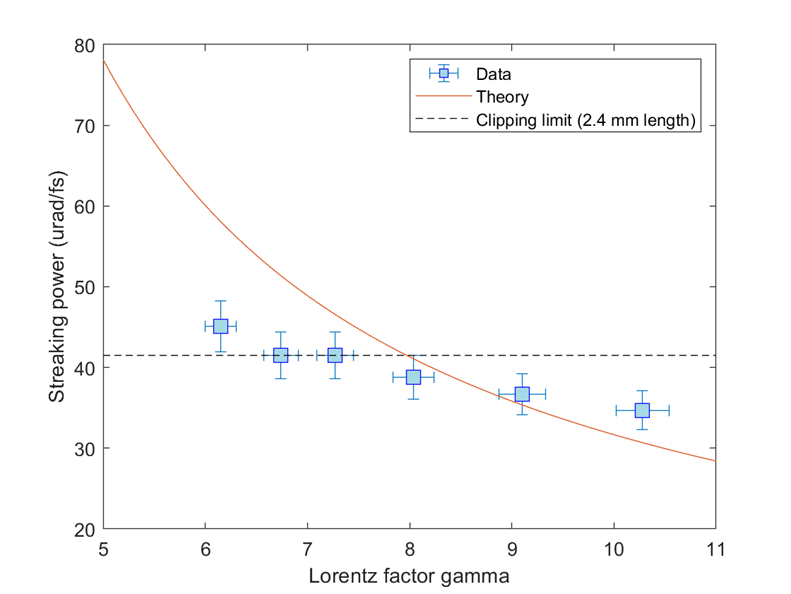 80
70
60
50
40
30
20
5
6
7
8
9
10
11
Streaking power (urad/fs)
Lorentz factor gamma
Data
Theory
Clipping limit (2.4 mm length)